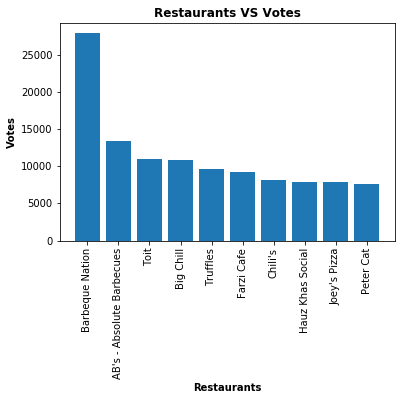 Restaurants VS Votes
Votes
25000
20000
15000
10000
5000
0
Barbeque Nation
AB's - Absolute Barbecues
Toit
Big Chill
Truffles
Farzi Cafe
Chili's
Hauz Khas Social
Joey's Pizza
Peter Cat
Restaurants